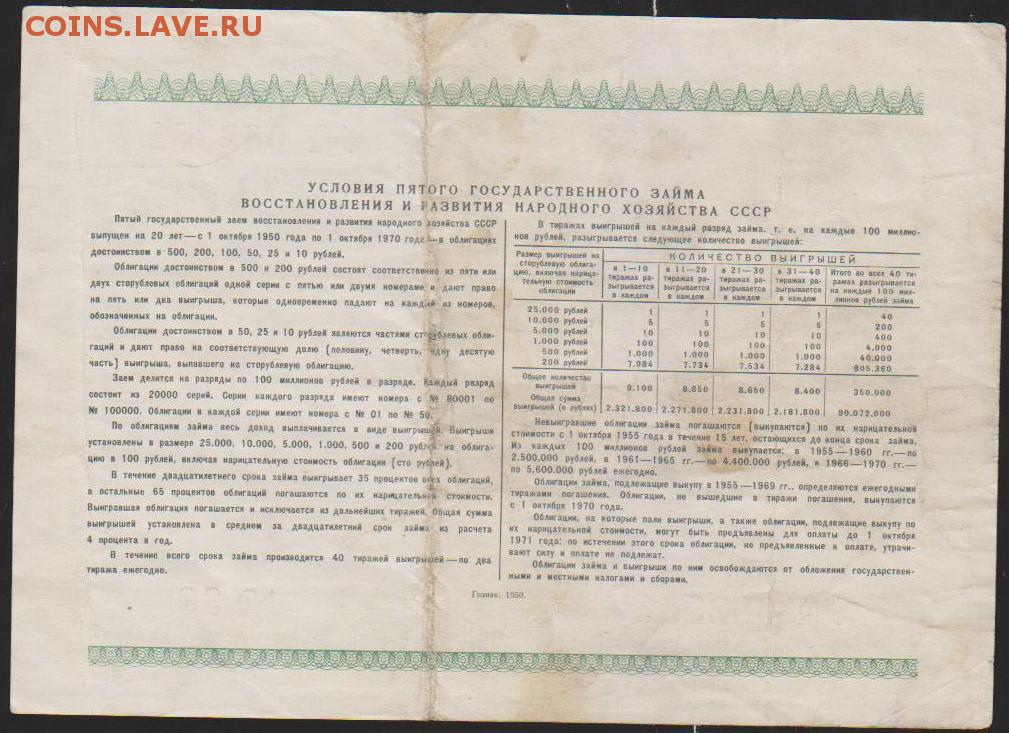 COINS.LAVE.RU
УСЛОВИЯ ПЯТОГО ГОСУДАРСТВЕННОГО ЗАЙМА
ВОССТАНОВЛЕНИЯ И РАЗВИТИЯ НАРОДНОГО ХОЗЯЙСТВА СССР
Пятый государственный заем восстановления и развития народного хозяйства СССР
выпущен на 20 лет—с 1 октября 1950 года по 1 октября 1970 года—в облигациях
достоинством в 500, 200, 100, 50, 25 и 10 рублей.
Облигации достоинством в 500 и 200 рублей состоят соответственно из пяти или
двух сторублевых облигаций одной серии с пятью или двумя номерами и дают право
на пять или два выигрыша, которые одновременно падают на каждый из номеров,
обозначенных на облигации.
Облигации достоинством в 50, 25 и 10 рублей являются частями сторублевых обли-
гаций и дают право на соответствующую долю (половину, четверть, одну десятую
часть) выигрыша, выпавшего на сторублевую облигацию.
Заем делится на разряды по 100 миллионов рублей в разряде. Каждый разряд
состоит из 20000 серий. Серии каждого разряда имеют номера с № 80001 по
№ 100000. Облигации в каждой серии имеют номера с № 01 по № 50.
По облигациям займа весь доход выплачивается в виде выигрышей. Выигрыши
установлены в размере 25.000, 10.000, 5.000, 1.000, 500 и 200 рублей на облига-
цию в 100 рублей, включая нарицательную стоимость облигации (сто рублей).
В течение двадцатилетнего срока займа выигрывает 35 процентов всех облигаций,
а остальные 65 процентов облигаций погашаются по их нарицательной стоимости.
Выигравшая облигация погашается и исключается из дальнейших тиражей. Общая сумма
выигрышей установлена в среднем за двадцатилетний срок займа из расчета
4 процента в год.
В течение всего срока займа производится 40 тиражей выигрышей—по два
тиража ежегодно.
В тиражах выигрышей на каждый разряд займа, т. е. на каждые 100 миллио-
нов рублей, разыгрывается следующее количество выигрышей:
Размер выигрышей на сторублевую облига-цию, включая нарица-тельную стоимость облигации
КОЛИЧЕСТВО ВЫИГРЫШЕЙ
в 1—10 тиражах ра-зыгрывается в каждом
в 11—20 тиражах ра-зыгрывается в каждом
в 21—30 тиражах ра-зыгрывается в каждом
в 31—40 тиражах ра-зыгрывается в каждом
Итого во всех 40 ти-ражах разыгрывается на каждые 100 мил-лионов рублей займа
25.000 рублей 1 1 1 1 40
10.000 рублей 5 5 5 5 200
5.000 рублей 10 10 10 10 400
1.000 рублей 100 100 100 100 4.000
500 рублей 1.000 1.000 1.000 1.000 40.000
200 рублей 7.984 7.734 7.534 7.284 305.360
Общее количество
выигрышей 9.100 8.850 8.650 8.400 350.000
Общая сумма
выигрышей (в рублях) 2.321.800 2.271.800 2.231.800 2.181.800 90.072.000
Невыигравшие облигации займа погашаются (выкупаются) по их нарицательной
стоимости с 1 октября 1955 года в течение 15 лет, остающихся до конца срока займа.
Из каждых 100 миллионов рублей займа выкупается: в 1955—1960 гг.—по
2.500.000 рублей, в 1961—1965 гг.—по 4.400.000 рублей, и 1966—1970 гг.—
по 5.600.000 рублей ежегодно.
Облигации займа, подлежащие выкупу в 1955—1969 гг., определяются ежегодными
тиражами погашения. Облигации, не вышедшие в тиражи погашения, выкупаются
с 1 октября 1970 года.
Облигации, на которые пали выигрыши, а также облигации, подлежащие выкупу по
их нарицательной стоимости, могут быть предъявлены для оплаты до 1 октября
1971 года; по истечении этого срока облигации, не предъявленные к оплате, утрачи-
вают силу и оплате не подлежат.
Облигации займа и выигрыши по ним освобождаются от обложения государствен-
ными и местными налогами и сборами.
Гознак. 1950.